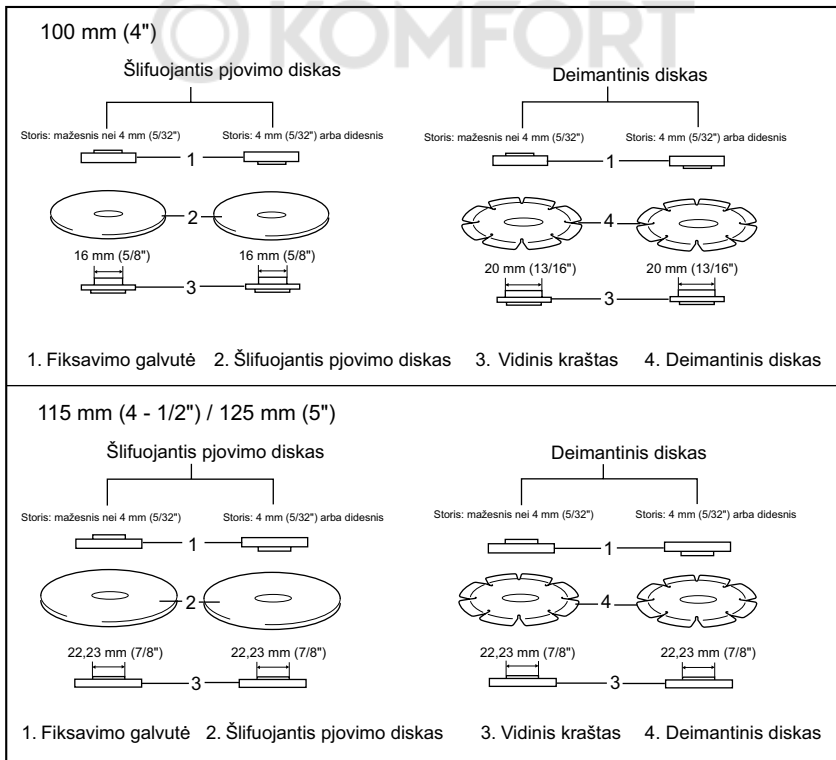 KOMFORT
100 mm (4")
Šlifuojantis pjovimo diskas
Deimantinis diskas
Storis: mažesnis nei 4 mm (5/32")
Storis: 4 mm (5/32") arba didesnis
Storis: mažesnis nei 4 mm (5/32")
Storis: 4 mm (5/32") arba didesnis
1
1
2
4
16 mm (5/8")
16 mm (5/8")
20 mm (13/16")
20 mm (13/16")
3
3
1. Fiksavimo galvutė 2. Šlifuojantis pjovimo diskas 3. Vidinis kraštas 4. Deimantinis diskas
115 mm (4 - 1/2") / 125 mm (5")
Šlifuojantis pjovimo diskas
Deimantinis diskas
Storis: mažesnis nei 4 mm (5/32")
Storis: 4 mm (5/32") arba didesnis
Storis: mažesnis nei 4 mm (5/32")
Storis: 4 mm (5/32") arba didesnis
1
1
2
4
22,23 mm (7/8")
22,23 mm (7/8")
22,23 mm (7/8")
22,23 mm (7/8")
3
3
1. Fiksavimo galvutė 2. Šlifuojantis pjovimo diskas 3. Vidinis kraštas 4. Deimantinis diskas